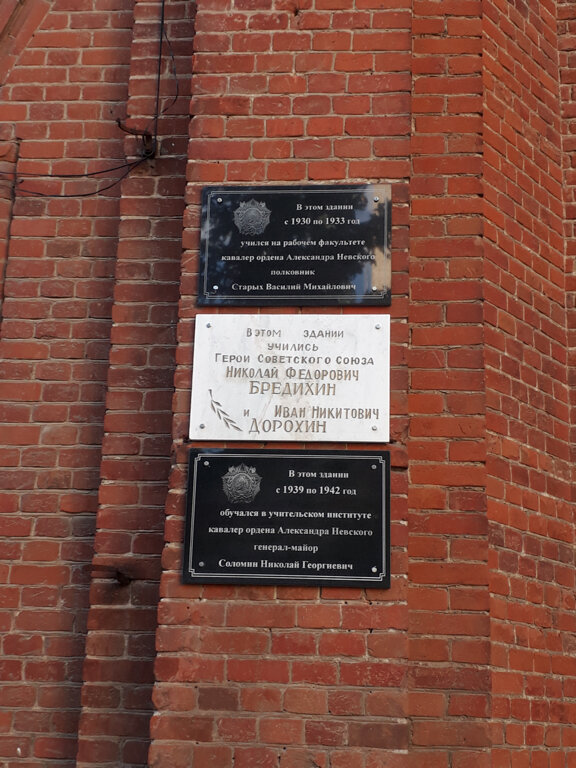 В этом здании
с 1930 по 1933 год
учился на рабочем факультете
кавалер ордена Александра Невского
полковник
Старых Василий Михайлович
В этом здании
учились
Герои Советского Союза
Николай Федорович
Бредихин
и Иван Никитович
Дорохин
В этом здании
с 1939 по 1942 год
обучался в учительском институте
кавалер ордена Александра Невского
генерал-майор
Соломин Николай Георгиевич